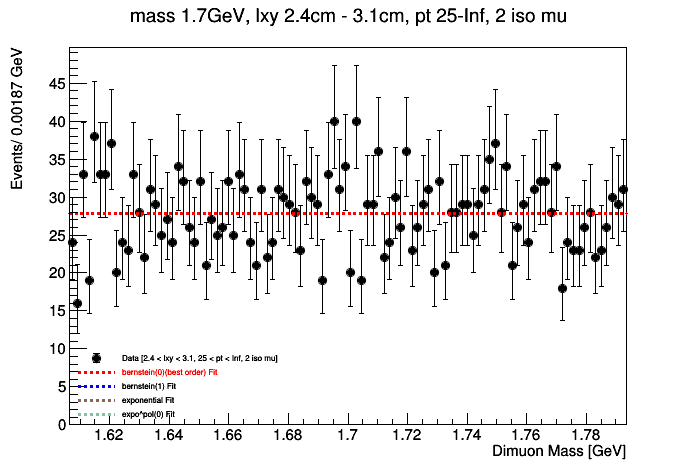 mass 1.7GeV, lxy 2.4cm - 3.1cm, pt 25-Inf, 2 iso mu
Events/ 0.00187 GeV
45
40
35
30
25
20
15
10
5
0
Data [2.4 < lxy < 3.1, 25 < pt < Inf, 2 iso mu]
bernstein(0)(best order) Fit
bernstein(1) Fit
exponential Fit
expo*pol(0) Fit
1.62 1.64 1.66 1.68 1.7 1.72 1.74 1.76 1.78
Dimuon Mass [GeV]